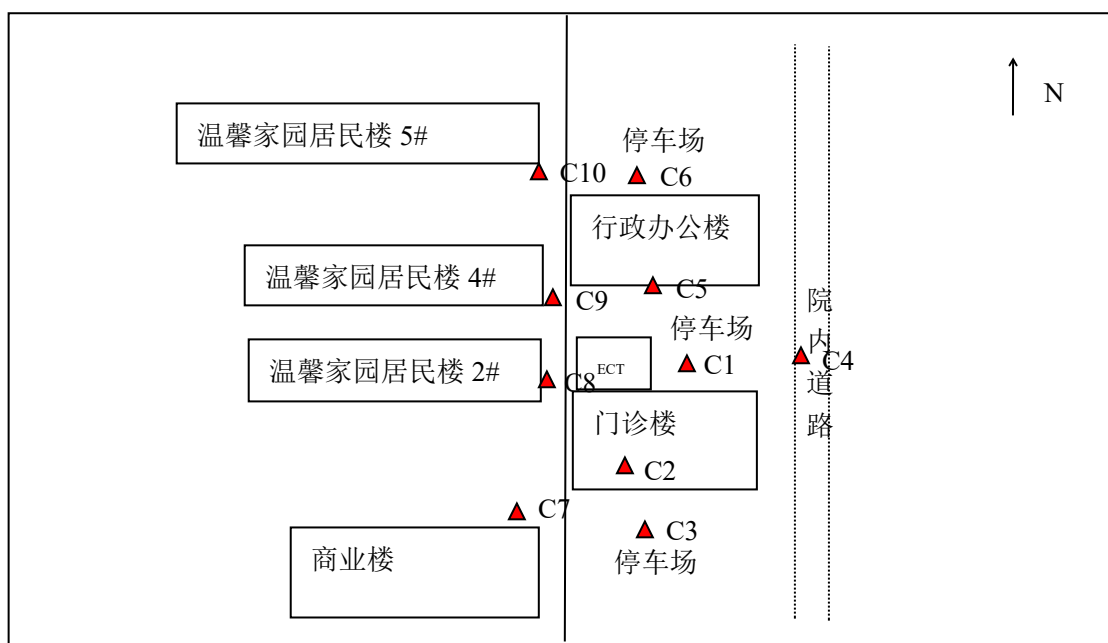 N
温馨家园居民楼 5#
停车场
C10
C6
行政办公楼
温馨家园居民楼 4#
C9
C5
院内道路
停车场
温馨家园居民楼 2#
ECT
C1
C4
C8
门诊楼
C2
C7
C3
商业楼
停车场